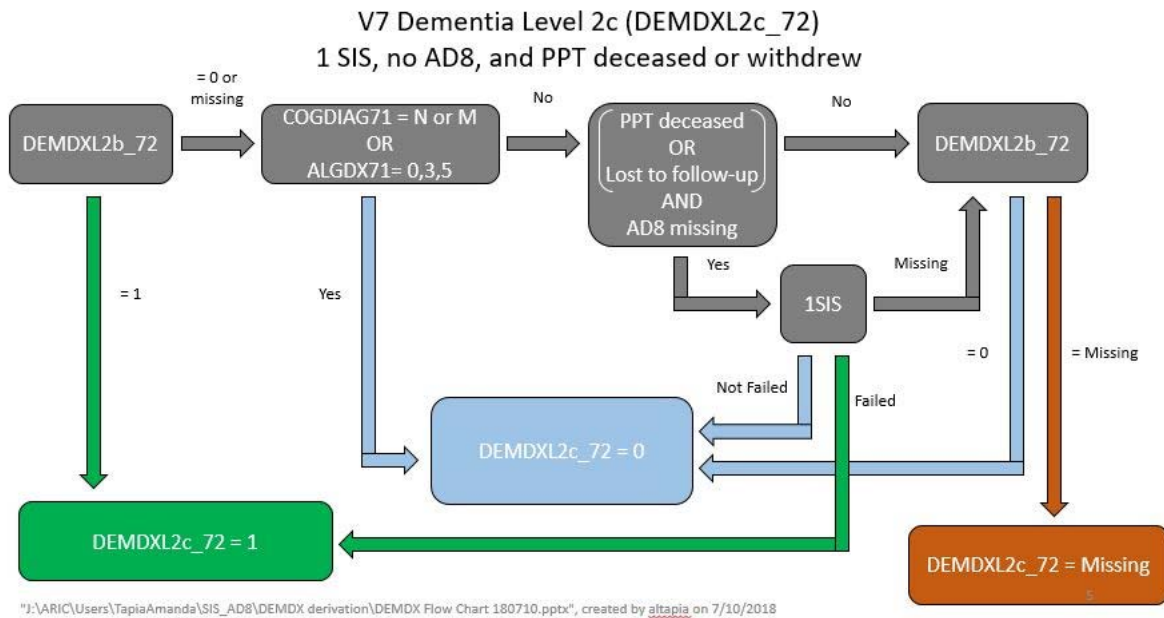 V7 Dementia Level 2c (DEMDXL2c_72)
1 SIS, no AD8, and PPT deceased or withdrew
= 0 or
missing
No
No
DEMDXL2b_72
COGDIAG71 = N or M
OR
ALGDX71= 0,3,5
PPT deceased
OR
Lost to follow-up
AND
AD8 missing
DEMDXL2b_72
= 1
Yes
Yes
1SIS
Missing
= 0
= Missing
Not Failed
Failed
DEMDXL2c_72 = 0
DEMDXL2c_72 = 1
DEMDXL2c_72 = Missing
5
"J:\ARIC\Users\TapiaAmanda\SIS_AD8\DEMDX derivation\DEMDX Flow Chart 180710.pptx", created by altapia on 7/10/2018